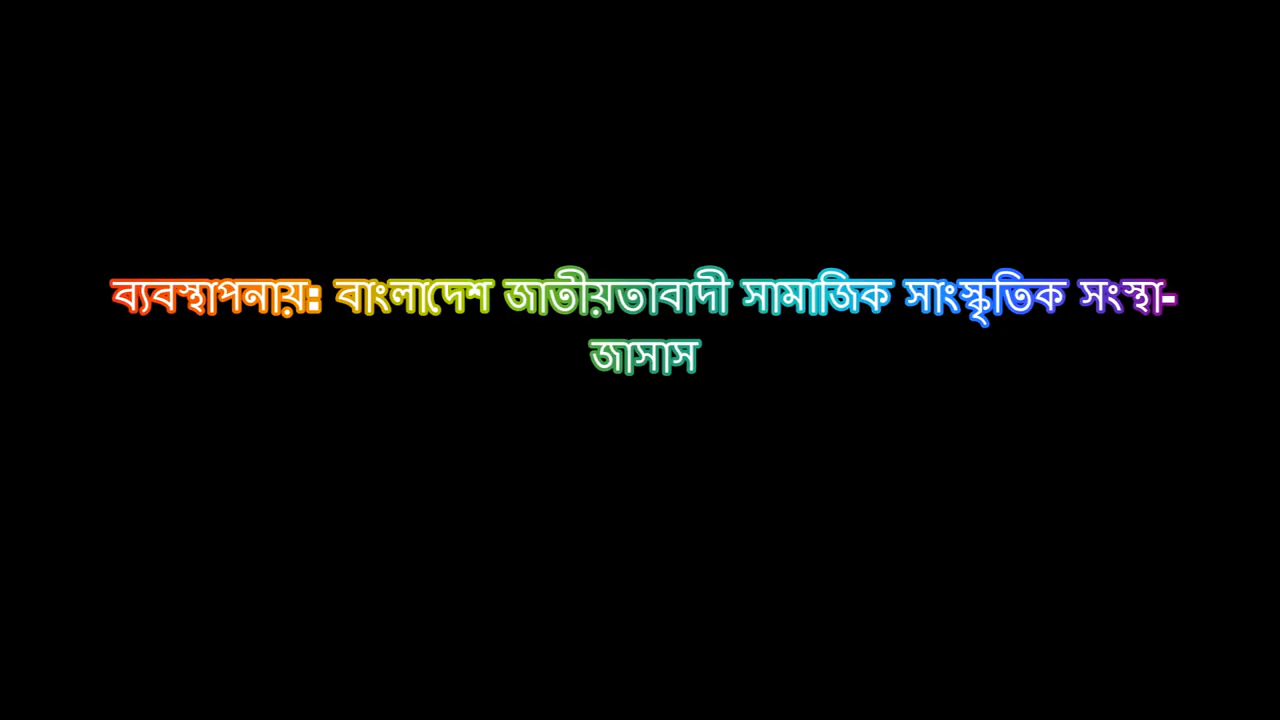 ব্যবস্থাপনায়: বাংলাদেশ জাতীয়তাবাদী সামাজিক সাংস্কৃতিক সংস্থা-
জাসাস